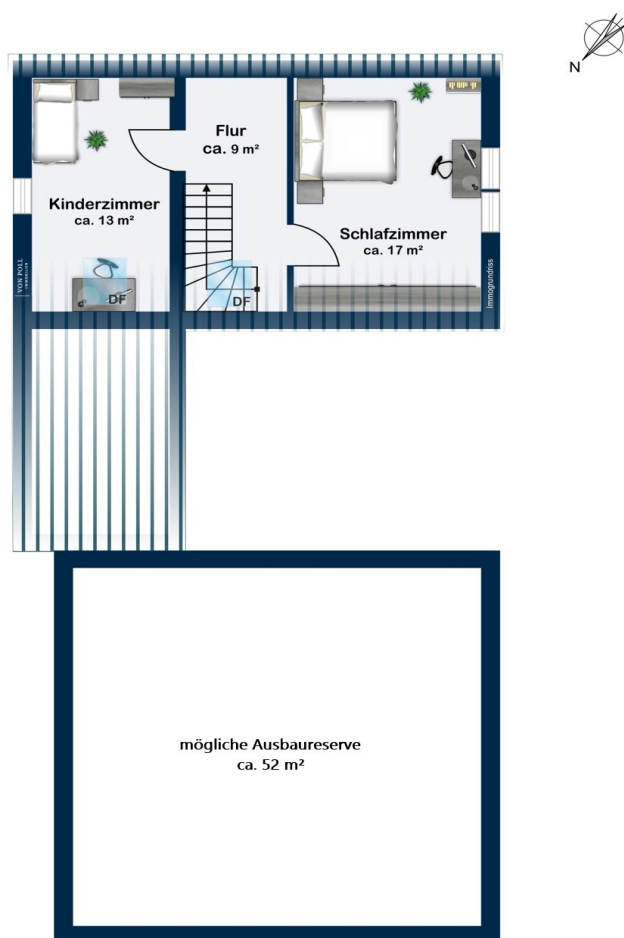 N
Flur
ca. 9 m²
Kinderzimmer
ca. 13 m²
Schlafzimmer
ca. 17 m²
VON POLL
IMMOBILIEN
DF
DF
Immogrundriss
mögliche Ausbaureserve
ca. 52 m²